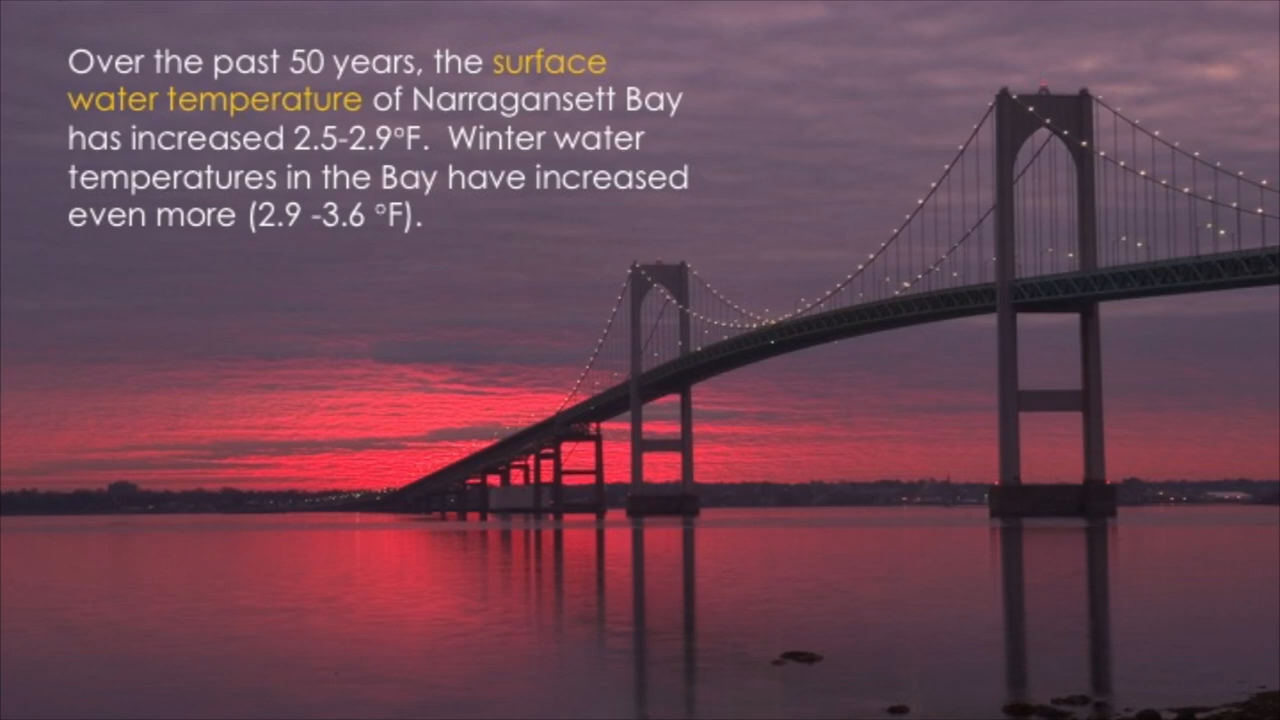 Over the past 50 years, the surface
water temperature of Narragansett Bay
has increased 2.5-2.9°F.  Winter water
temperatures in the Bay have increased
even more (2.9 -3.6 °F).